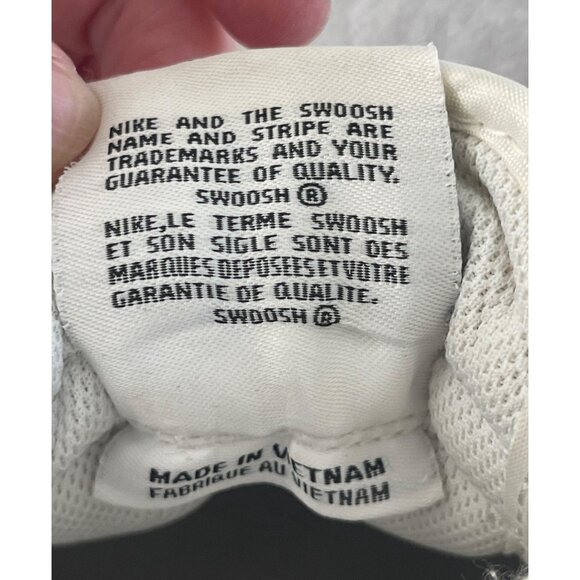 NIKE AND THE SWOOSH
NAME AND STRIPE ARE
TRADEMARKS AND YOUR
GUARANTEE OF QUALITY.
SWOOSH ®
NIKE,LE TERME SWOOSH
ET SON SIGLE SONT DES
MARQUES DEPOSEES ET VOTRE
GARANTIE DE QUALITE.
SWOOSH ®
MADE IN VIETNAM
FABRIQUE AU VIETNAM